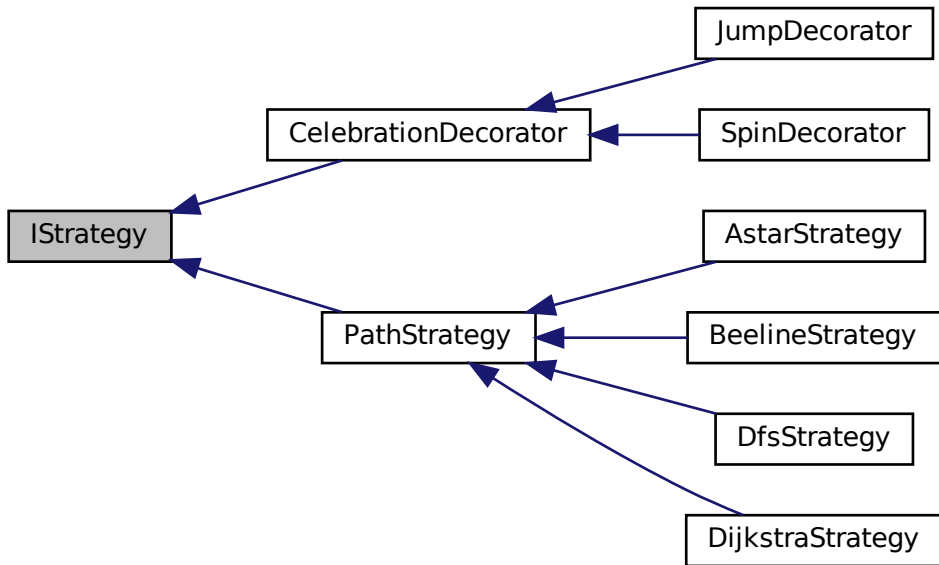 JumpDecorator
CelebrationDecorator
SpinDecorator
IStrategy
AstarStrategy
PathStrategy
BeelineStrategy
DfsStrategy
DijkstraStrategy